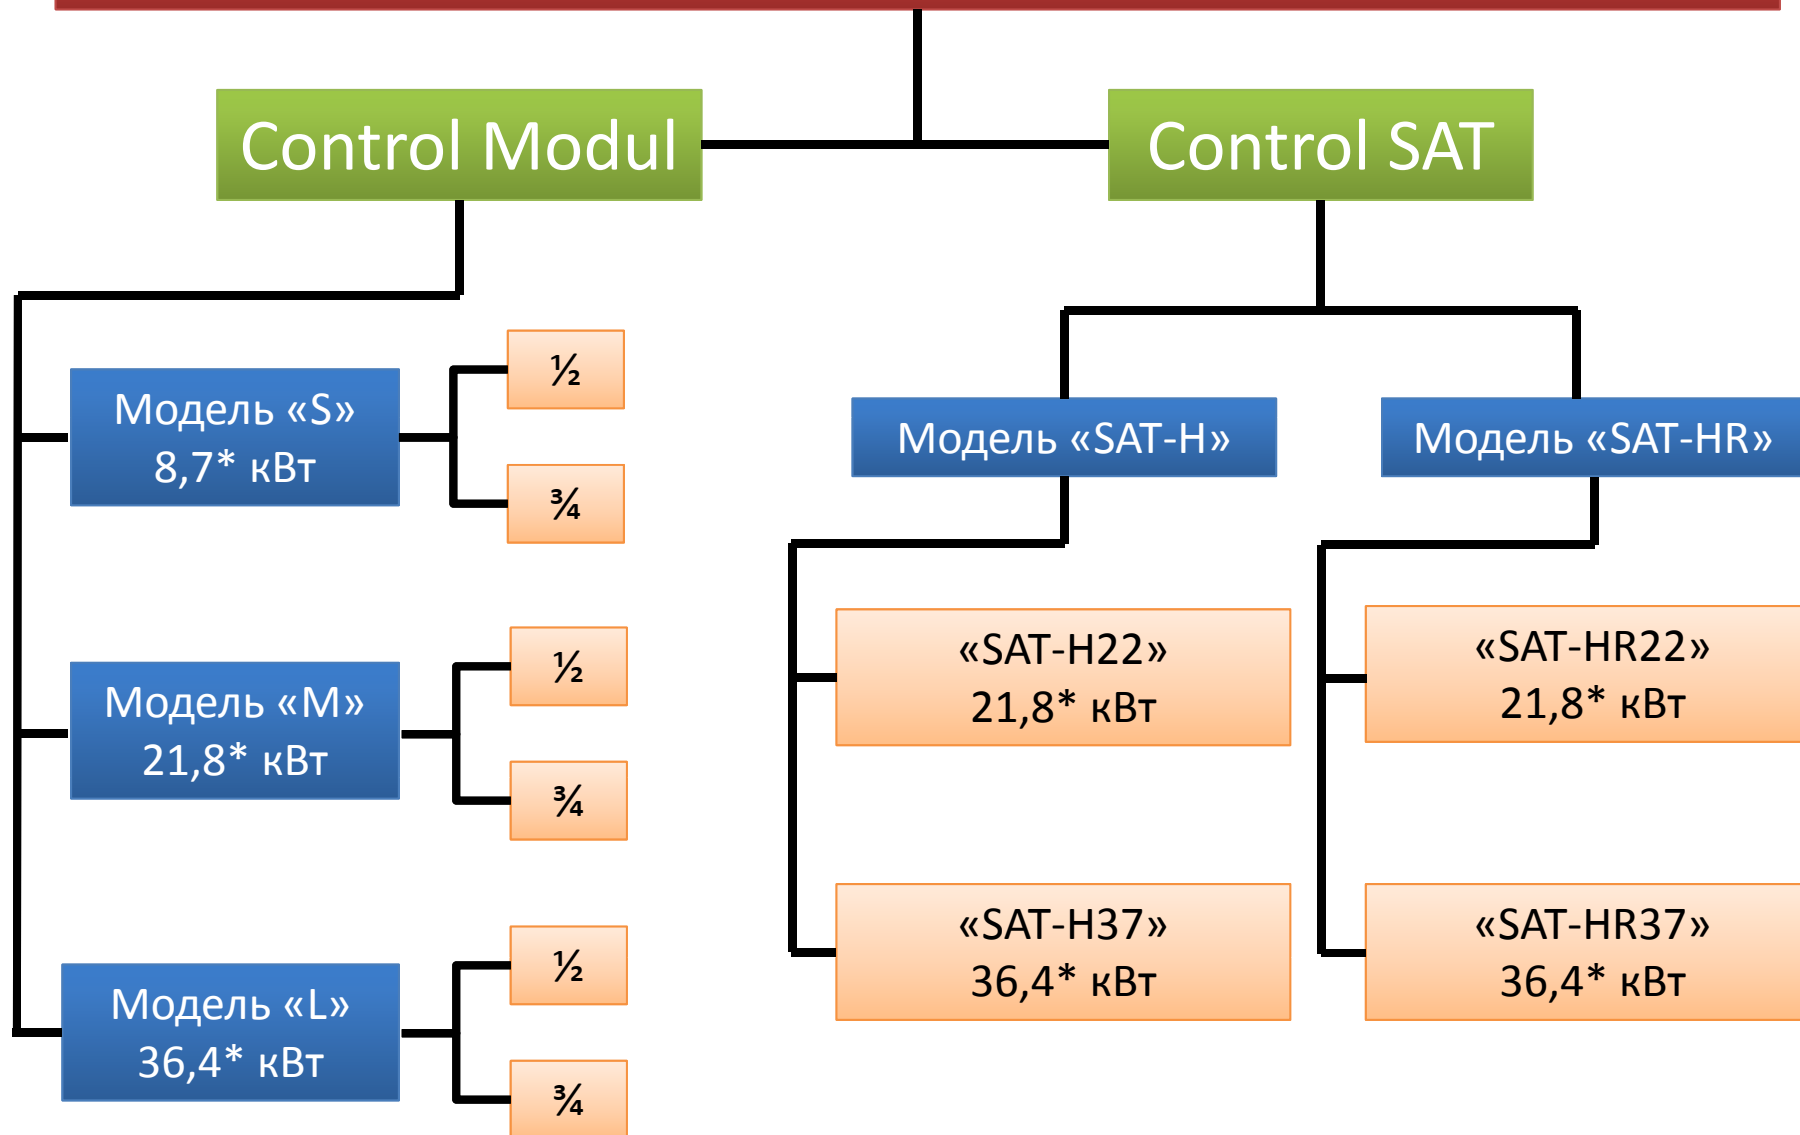 Control Modul
Control SAT
Модель «S»
8,7* кВт
½
¾
Модель «M»
21,8* кВт
½
¾
Модель «L»
36,4* кВт
½
¾
Модель «SAT-H»
Модель «SAT-HR»
«SAT-H22»
21,8* кВт
«SAT-HR22»
21,8* кВт
«SAT-H37»
36,4* кВт
«SAT-HR37»
36,4* кВт